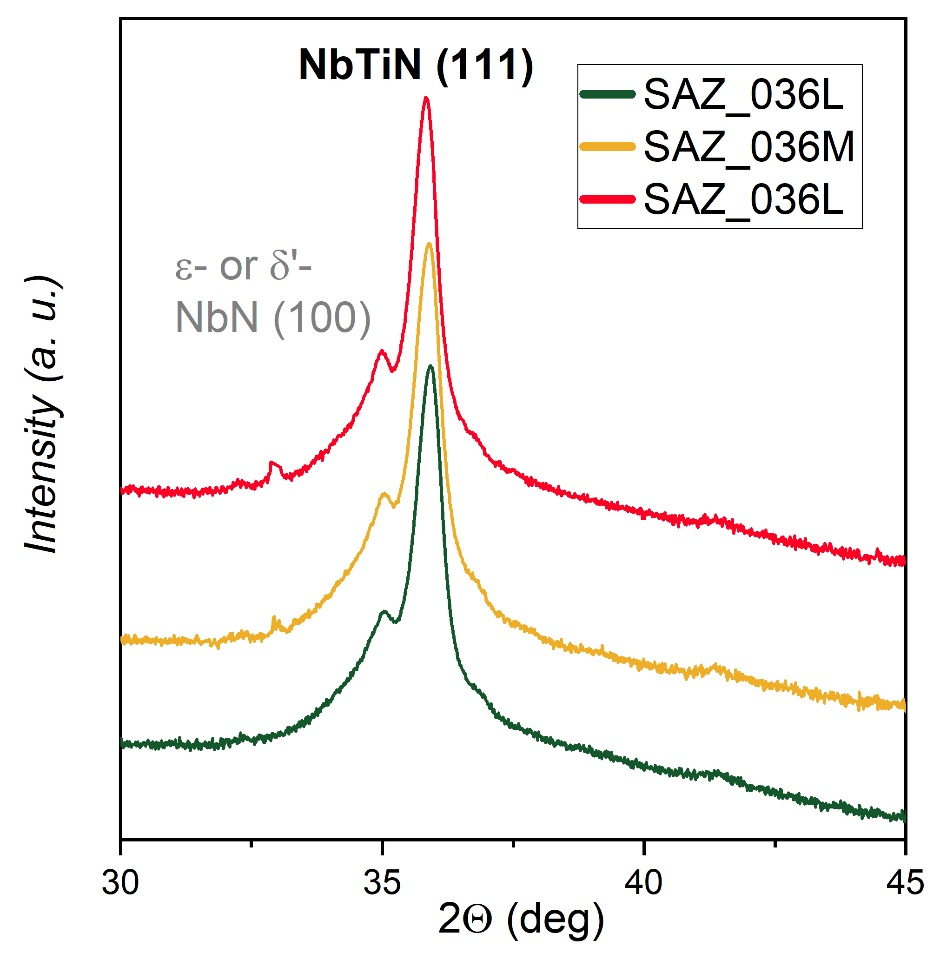 NbTiN (111)
SAZ_036L
SAZ_036M
SAZ_036L
ε- or δ'-
NbN (100)
Intensity (a. u.)
30 35 40 45
2Θ (deg)